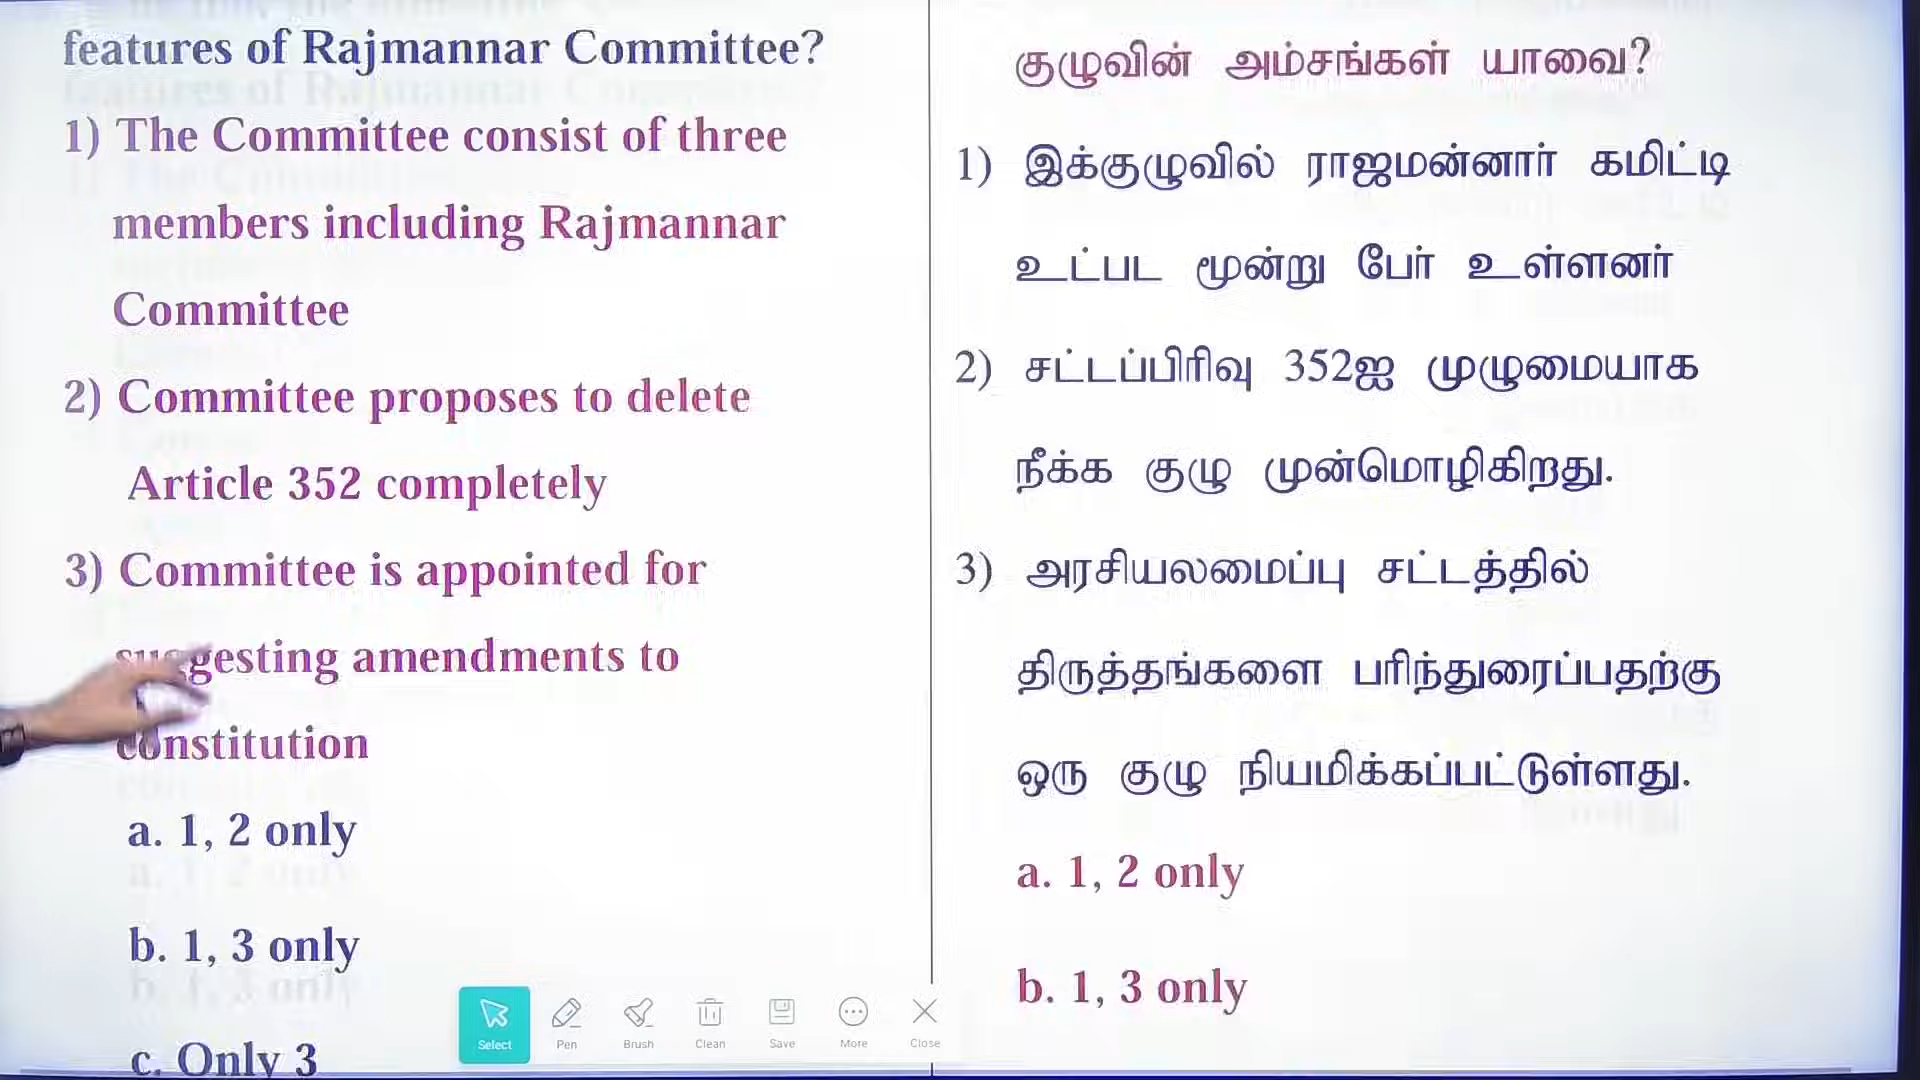 features of Rajmannar Committee?
1) The Committee consist of three
members including Rajmannar
Committee
2) Committee proposes to delete
Article 352 completely
3) Committee is appointed for
suggesting amendments to
constitution
a. 1, 2 only
b. 1, 3 only
c. Only 3
குழுவின் அம்சங்கள் யாவை?
1) இக்குழுவில் ராஜமன்னார் கமிட்டி
உட்பட மூன்று பேர் உள்ளனர்
2) சட்டப்பிரிவு 352ஐ முழுமையாக
நீக்க குழு முன்மொழிகிறது.
3) அரசியலமைப்பு சட்டத்தில்
திருத்தங்களை பரிந்துரைப்பதற்கு
ஒரு குழு நியமிக்கப்பட்டுள்ளது.
a. 1, 2 only
b. 1, 3 only
Select Pen Brush Clean Save More Close